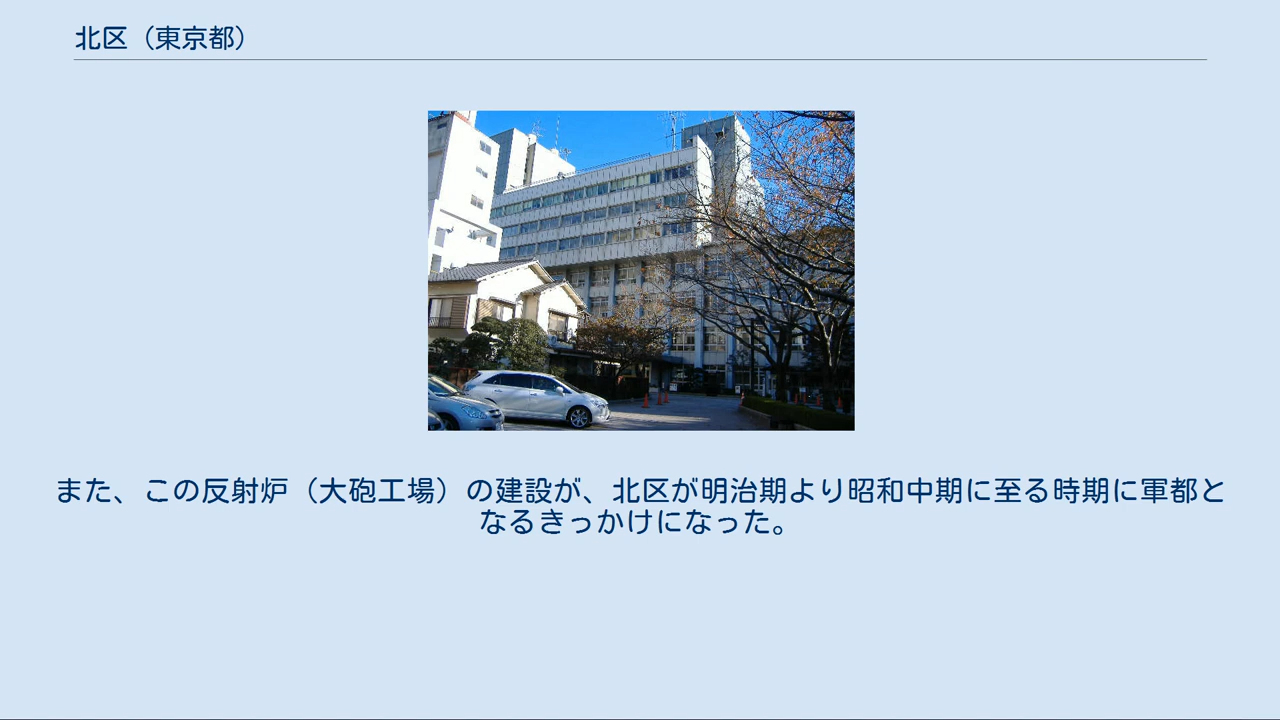 北区（東京都）
また、この反射炉（大砲工場）の建設が、北区が明治期より昭和中期に至る時期に軍都と
なるきっかけになった。